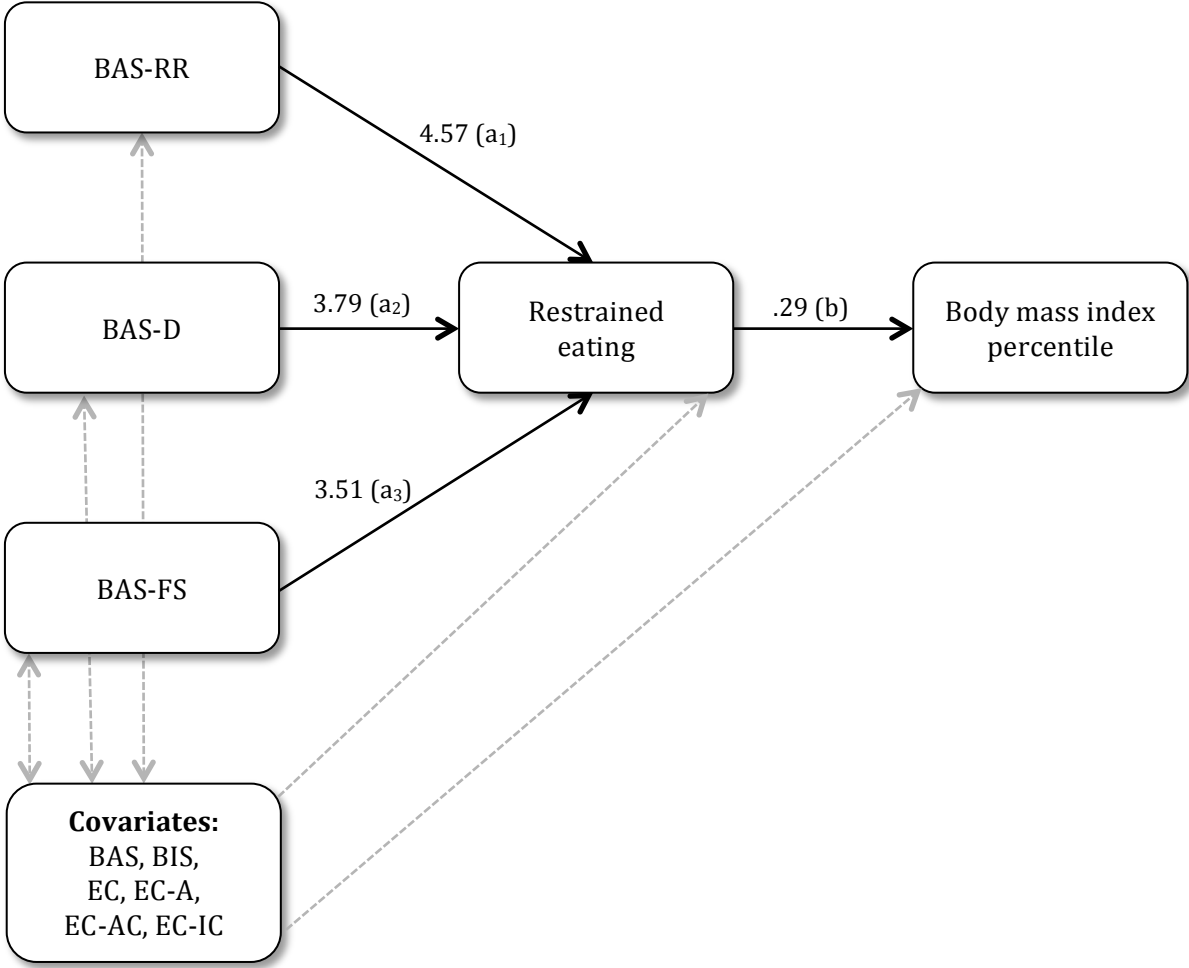 BAS-RR
4.57 (a₁)
BAS-D
3.79 (a₂)
Restrained
eating
.29 (b)
Body mass index
percentile
3.51 (a₃)
BAS-FS
Covariates:
BAS, BIS,
EC, EC-A,
EC-AC, EC-IC